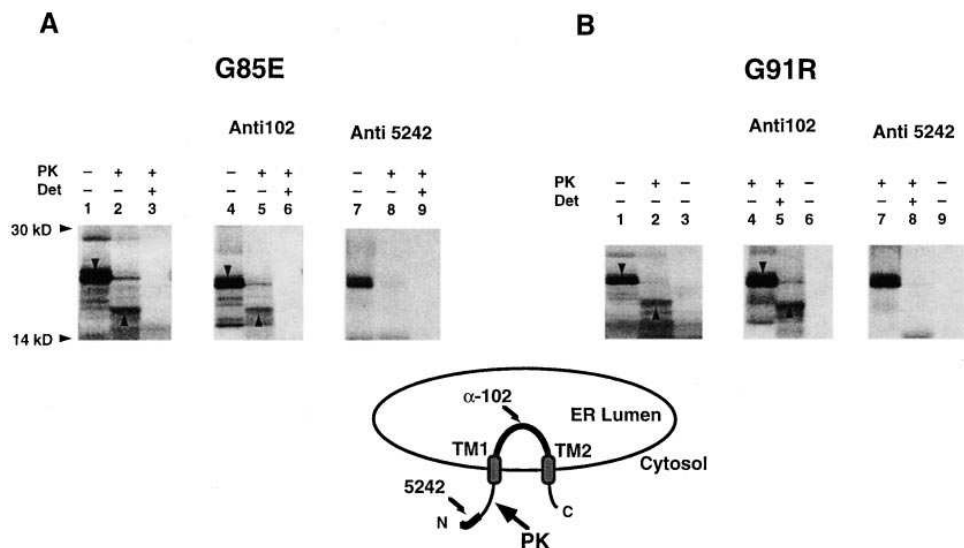 A
G85E
Anti102
Anti 5242
PK – + + – + + – + +
Det – – + – – + – – +
1 2 3 4 5 6 7 8 9
30 kD
14 kD
B
G91R
Anti102
Anti 5242
PK – + – + + – + + –
Det – – – – + – – + –
1 2 3 4 5 6 7 8 9
α-102
ER Lumen
TM1
TM2
Cytosol
5242
N
C
PK